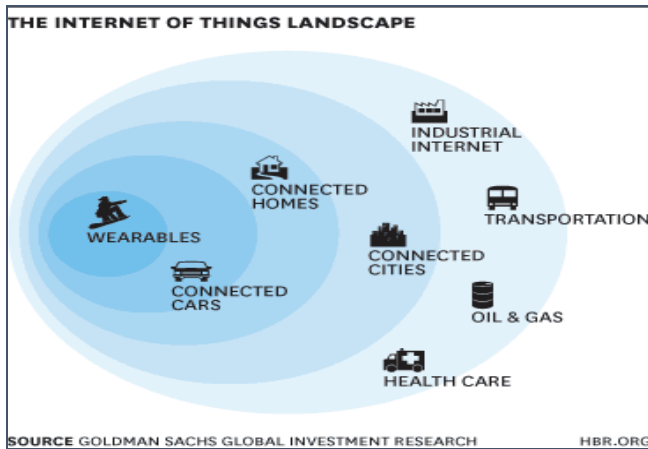 THE INTERNET OF THINGS LANDSCAPE
INDUSTRIAL
INTERNET
CONNECTED
HOMES
TRANSPORTATION
WEARABLES
CONNECTED
CITIES
CONNECTED
CARS
OIL & GAS
HEALTH CARE
SOURCE GOLDMAN SACHS GLOBAL INVESTMENT RESEARCH
HBR.ORG